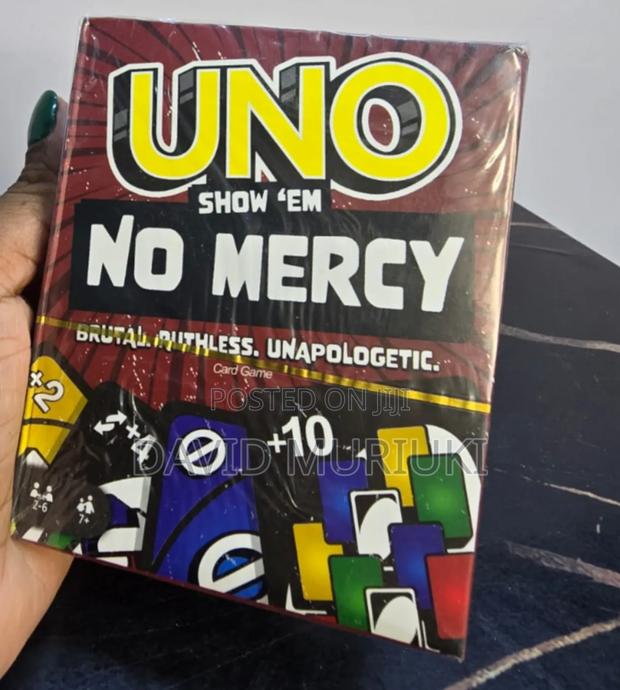 UNO
SHOW 'EM
NO MERCY
BRUTAL. RUTHLESS. UNAPOLOGETIC.
Card Game
POSTED ON JIJI
DAVID MURIUKI
×2
+4
+10
2-6
7+